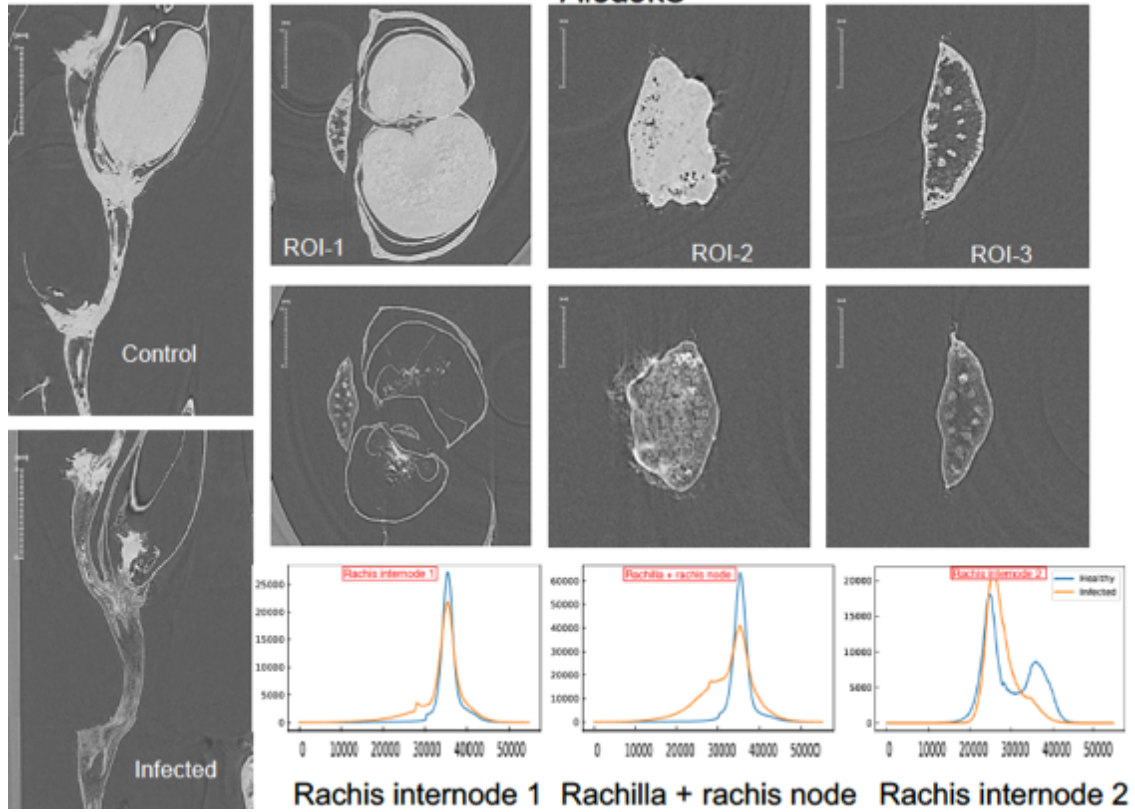 Control
ROI-1
ROI-2
ROI-3
Infected
Rachis internode 1
25000
20000
15000
10000
5000
0
0 10000 20000 30000 40000 50000
Rachilla + rachis node
60000
50000
40000
30000
20000
10000
0
0 10000 20000 30000 40000 50000
Rachis internode 2
Healthy
Infected
20000
15000
10000
5000
0
0 10000 20000 30000 40000 50000
Rachis internode 1 Rachilla + rachis node Rachis internode 2